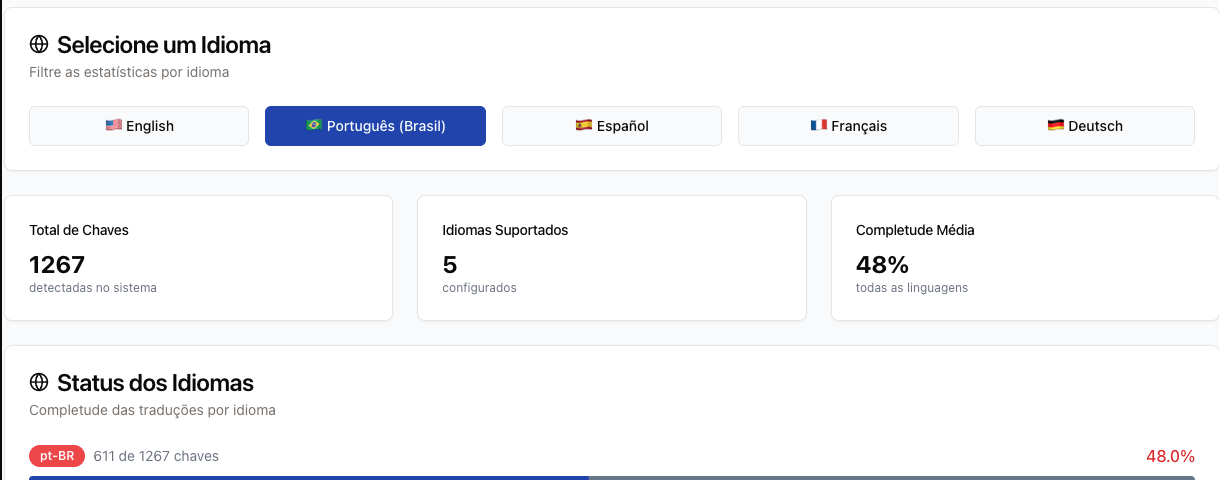 Selecione um Idioma
Filtre as estatísticas por idioma
English
Português (Brasil)
Español
Français
Deutsch
Total de Chaves
1267
detectadas no sistema
Idiomas Suportados
5
configurados
Completude Média
48%
todas as linguagens
Status dos Idiomas
Completude das traduções por idioma
pt-BR 611 de 1267 chaves 48.0%